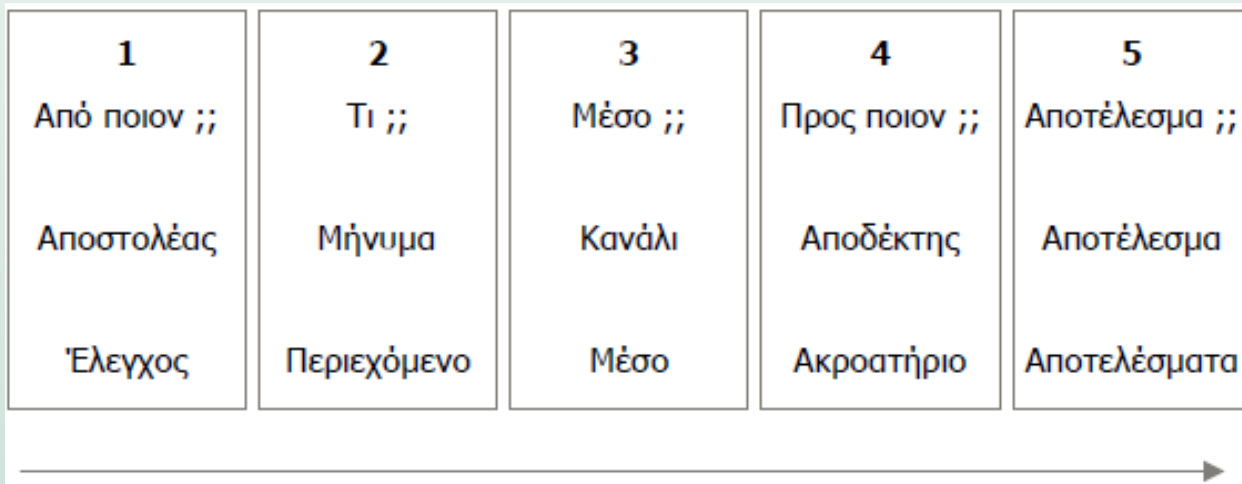 1 2 3 4 5
Από ποιον ;; Τι ;; Μέσο ;; Προς ποιον ;; Αποτέλεσμα ;;
Αποστολέας Μήνυμα Κανάλι Αποδέκτης Αποτέλεσμα
Έλεγχος Περιεχόμενο Μέσο Ακροατήριο Αποτελέσματα